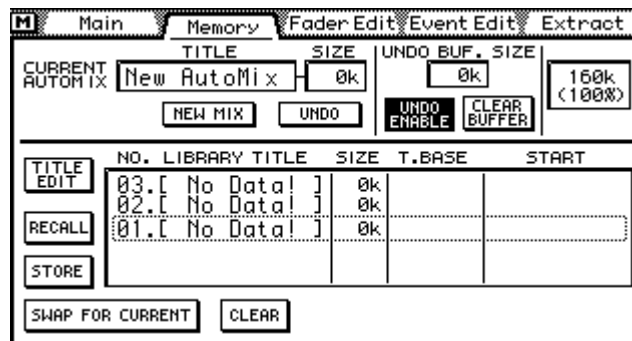 M Main Memory Fader Edit Event Edit Extract
TITLE SIZE UNDO BUF. SIZE
CURRENT AUTOMIX New AutoMix 0k 0k 160k (100%)
NEW MIX UNDO UNDO ENABLE CLEAR BUFFER
NO. LIBRARY TITLE SIZE T.BASE START
TITLE EDIT
03.[ No Data! ] 0k
02.[ No Data! ] 0k
RECALL 01.[ No Data! ] 0k
STORE
SWAP FOR CURRENT CLEAR